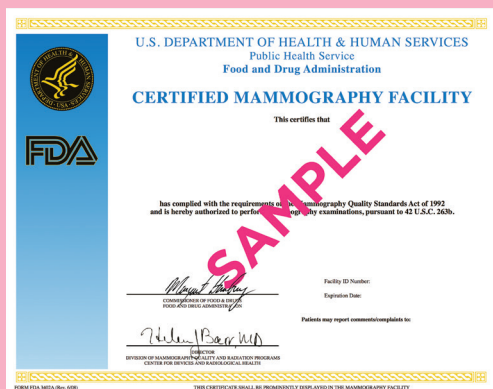 U.S. DEPARTMENT OF HEALTH & HUMAN SERVICES
Public Health Service
Food and Drug Administration
CERTIFIED MAMMOGRAPHY FACILITY
This certifies that
SAMPLE
has complied with the requirements of the Mammography Quality Standards Act of 1992
and is hereby authorized to perform mammography examinations, pursuant to 42 U.S.C. 263b.
FDA
COMMISSIONER OF FOOD & DRUGS
FOOD AND DRUG ADMINISTRATION
Facility ID Number:
Expiration Date:
Patients may report comments/complaints to:
DIRECTOR
DIVISION OF MAMMOGRAPHY QUALITY AND RADIATION PROGRAMS
CENTER FOR DEVICES AND RADIOLOGICAL HEALTH
THIS CERTIFICATE SHALL BE PROMINENTLY DISPLAYED IN THE MAMMOGRAPHY FACILITY